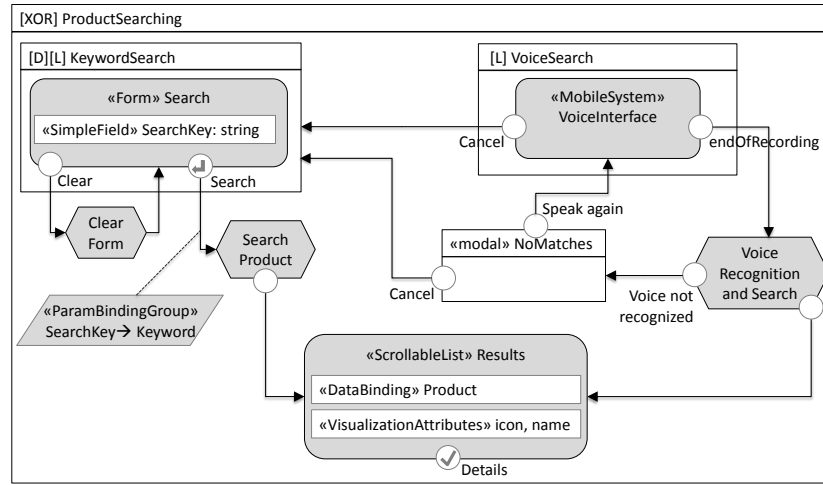 [XOR] ProductSearching
[D][L] KeywordSearch
«Form» Search
«SimpleField» SearchKey: string
Clear
Search
Clear
Form
Search
Product
«ParamBindingGroup»
SearchKey→ Keyword
[L] VoiceSearch
«MobileSystem»
VoiceInterface
Cancel
endOfRecording
Speak again
«modal» NoMatches
Cancel
Voice not
recognized
Voice
Recognition
and Search
«ScrollableList» Results
«DataBinding» Product
«VisualizationAttributes» icon, name
Details